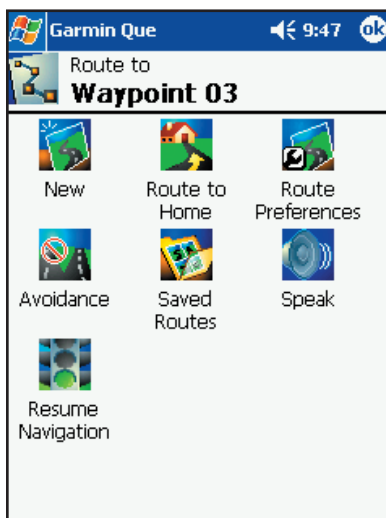 Garmin Que 9:47 ok
Route to
Waypoint 03
New
Route to
Home
Route
Preferences
Avoidance
Saved
Routes
Speak
Resume
Navigation